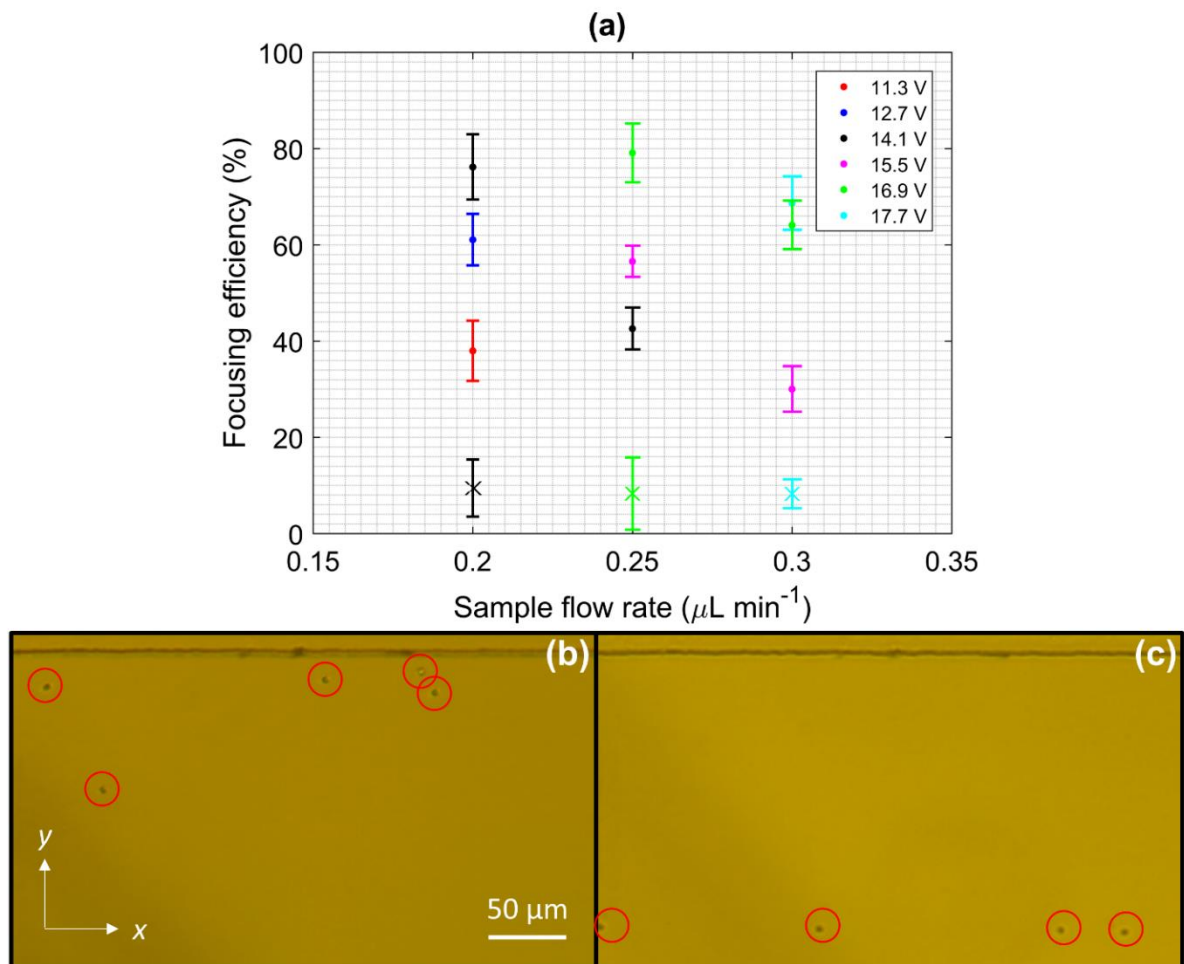 (a)
100
80
60
40
20
0
Focusing efficiency (%)
11.3 V
12.7 V
14.1 V
15.5 V
16.9 V
17.7 V
0.15 0.2 0.25 0.3 0.35
Sample flow rate (μL min⁻¹)
(b) (c)
y
x
50 μm